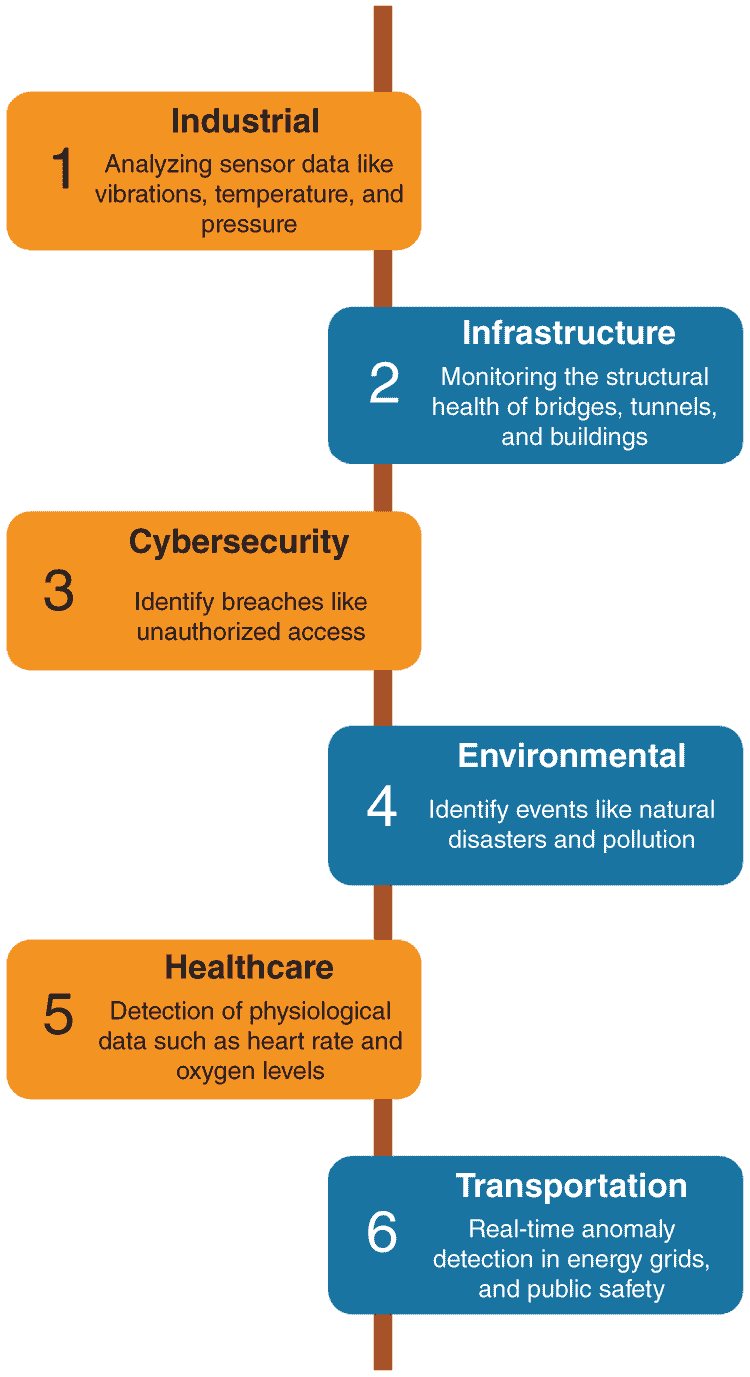 Industrial
1
Analyzing sensor data like
vibrations, temperature, and
pressure
Infrastructure
2
Monitoring the structural
health of bridges, tunnels,
and buildings
Cybersecurity
3
Identify breaches like
unauthorized access
Environmental
4
Identify events like natural
disasters and pollution
Healthcare
5
Detection of physiological
data such as heart rate and
oxygen levels
Transportation
6
Real-time anomaly
detection in energy grids,
and public safety